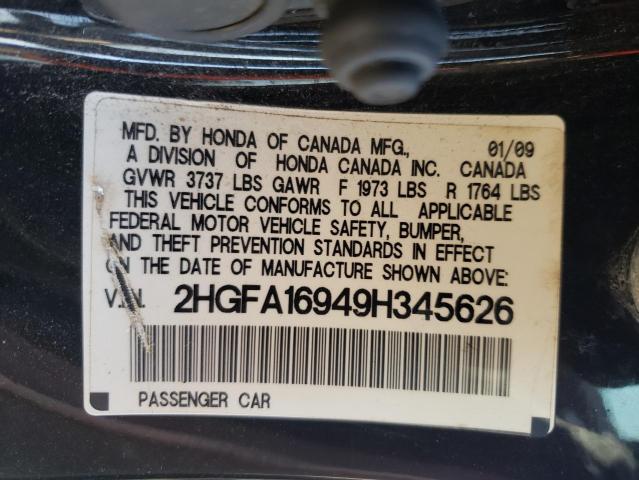 MFD. BY HONDA OF CANADA MFG., 01/09
A DIVISION OF HONDA CANADA INC. CANADA
GVWR 3737 LBS GAWR F 1973 LBS R 1764 LBS
THIS VEHICLE CONFORMS TO ALL APPLICABLE
FEDERAL MOTOR VEHICLE SAFETY, BUMPER,
AND THEFT PREVENTION STANDARDS IN EFFECT
ON THE DATE OF MANUFACTURE SHOWN ABOVE:
V.I.N. 2HGFA16949H345626
PASSENGER CAR